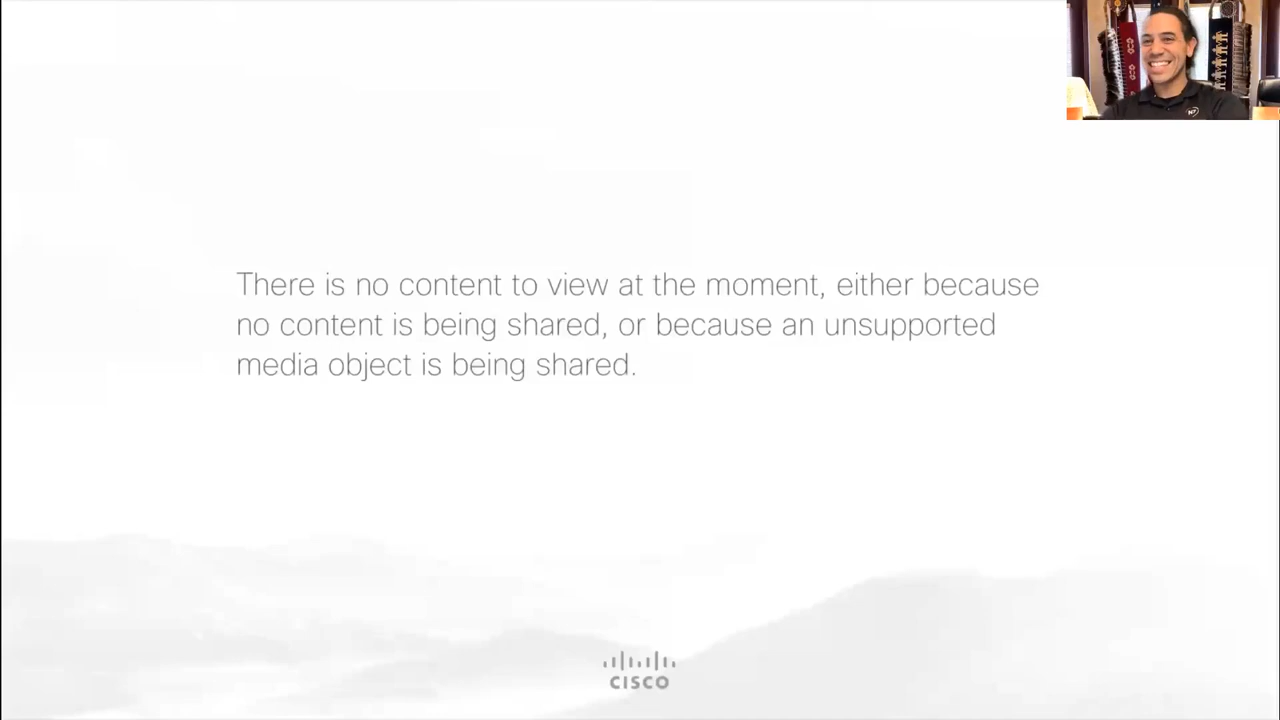 There is no content to view at the moment, either because
no content is being shared, or because an unsupported
media object is being shared.
CISCO